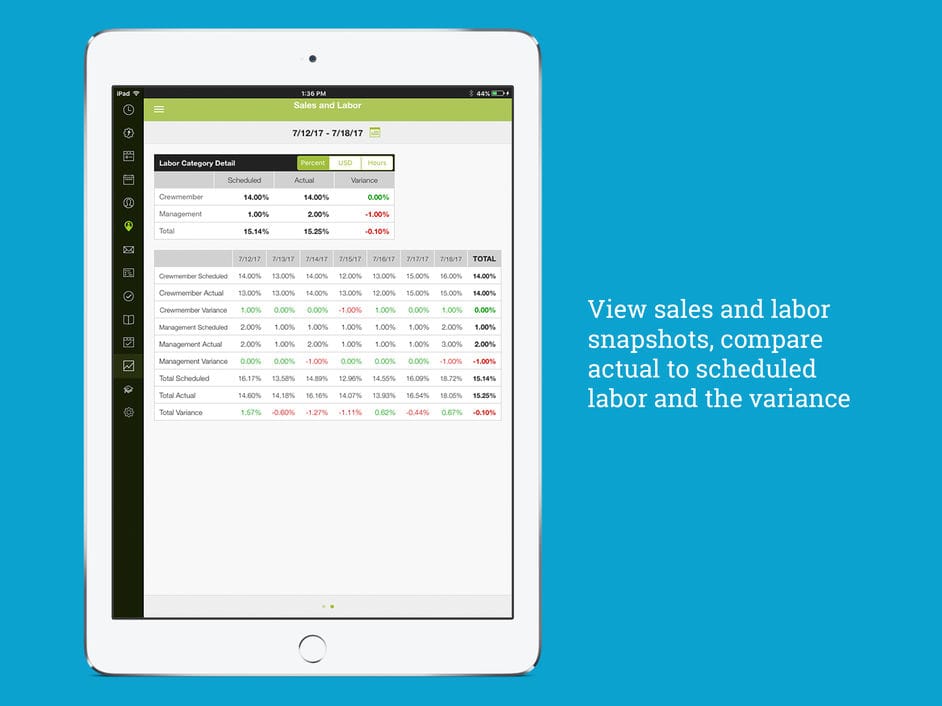 iPad 1:36 PM 44%
Sales and Labor
7/12/17 - 7/18/17
Labor Category Detail Percent USD Hours
Scheduled Actual Variance
Crewmember 14.00% 14.00% 0.00%
Management 1.00% 2.00% -1.00%
Total 15.14% 15.25% -0.10%
7/12/17 7/13/17 7/14/17 7/15/17 7/16/17 7/17/17 7/18/17 TOTAL
Crewmember Scheduled 14.00% 13.00% 14.00% 12.00% 13.00% 15.00% 16.00% 14.00%
Crewmember Actual 13.00% 13.00% 14.00% 13.00% 12.00% 15.00% 15.00% 14.00%
Crewmember Variance 1.00% 0.00% 0.00% -1.00% 1.00% 0.00% 1.00% 0.00%
Management Scheduled 2.00% 1.00% 1.00% 1.00% 1.00% 1.00% 2.00% 1.00%
Management Actual 2.00% 1.00% 2.00% 1.00% 1.00% 1.00% 3.00% 2.00%
Management Variance 0.00% 0.00% -1.00% 0.00% 0.00% 0.00% -1.00% -1.00%
Total Scheduled 16.17% 13.58% 14.89% 12.96% 14.55% 16.09% 18.72% 15.14%
Total Actual 14.60% 14.18% 16.16% 14.07% 13.93% 16.54% 18.05% 15.25%
Total Variance 1.57% -0.60% -1.27% -1.11% 0.62% -0.44% 0.67% -0.10%
View sales and labor
snapshots, compare
actual to scheduled
labor and the variance